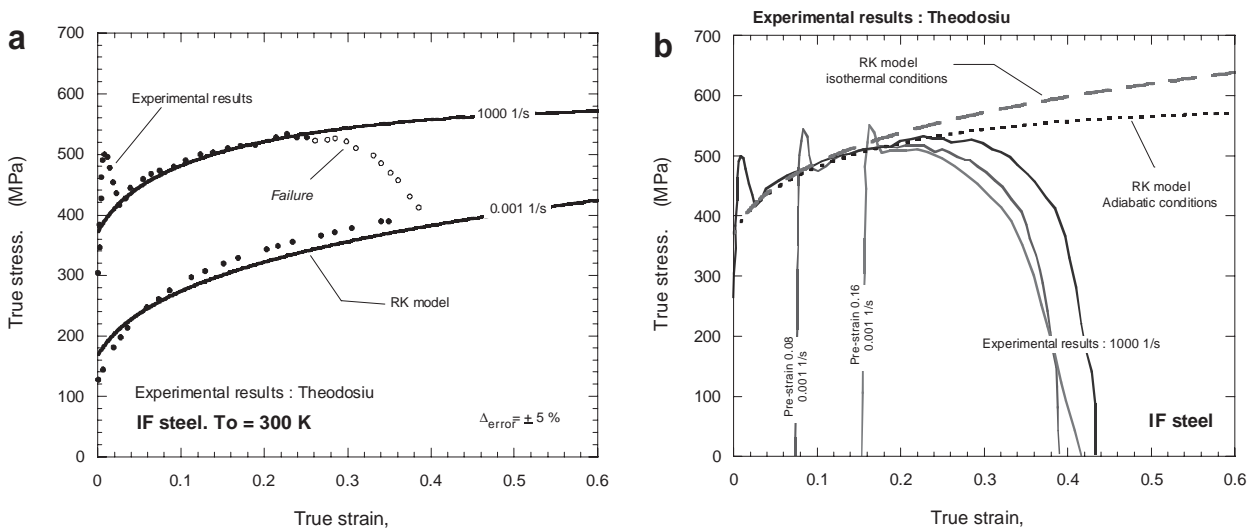 a
700
600
500
400
300
200
100
0
True stress. (MPa)
Experimental results
1000 1/s
Failure
0.001 1/s
RK model
Experimental results : Theodosiu
IF steel. To = 300 K
Δerror= ± 5 %
0
0.1
0.2
0.3
0.4
0.5
0.6
True strain,
Experimental results : Theodosiu
b
700
600
500
400
300
200
100
0
True stress. (MPa)
RK model
isothermal conditions
RK model
Adiabatic conditions
Pre-strain 0.08
0.001 1/s
Pre-strain 0.16
0.001 1/s
Experimental results : 1000 1/s
IF steel
0
0.1
0.2
0.3
0.4
0.5
0.6
True strain,